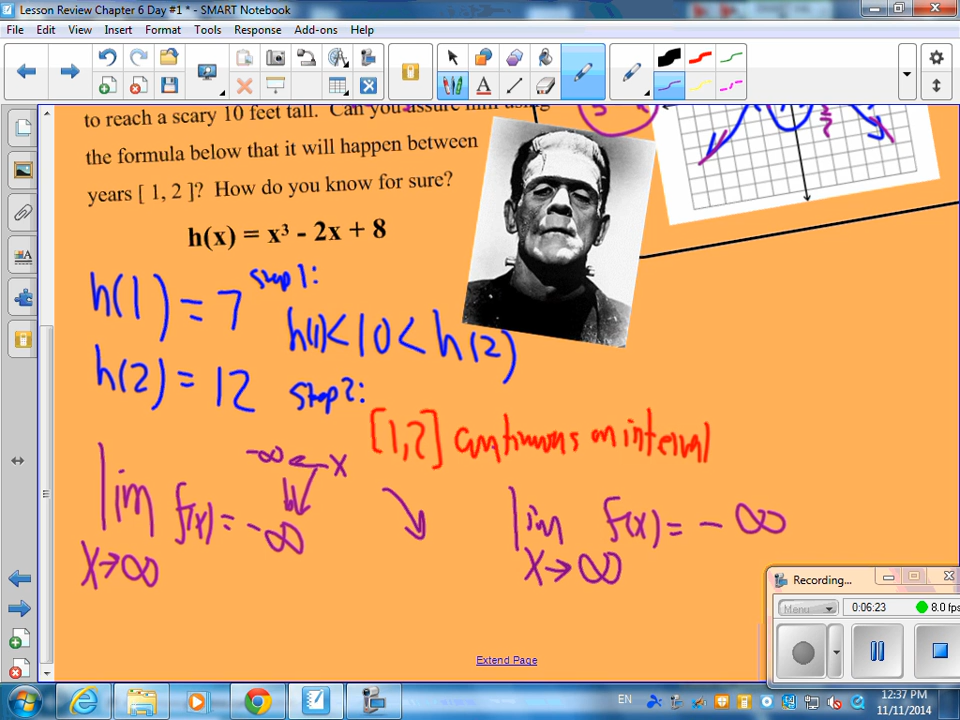 Lesson Review Chapter 6 Day #1 * - SMART Notebook
File Edit View Insert Format Tools Response Add-ons Help
to reach a scary 10 feet tall. Can you assure him using
the formula below that it will happen between
years [ 1, 2 ]? How do you know for sure?
h(x) = x³ - 2x + 8
h(1) = 7
step 1:
h(1) < 10 < h(2)
h(2) = 12
step 2:
[1,2] continuous on interval
-∞ ← x
lim f(x) = -∞
x→∞
lim f(x) = -∞
x→∞
Extend Page
Recording...
Menu
0:06:23
8.0 fps
EN
12:37 PM
11/11/2014